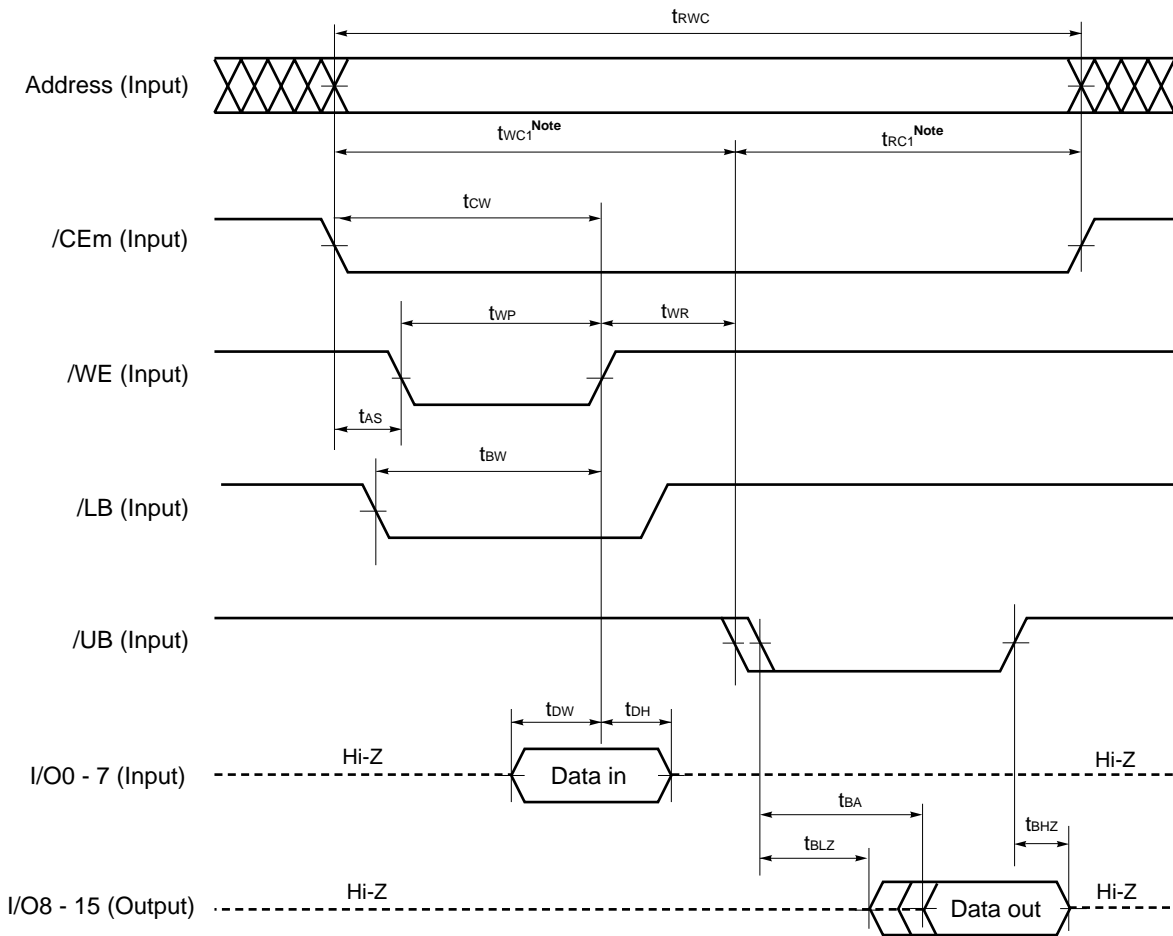 tRWC
Address (Input)
tWC1Note
tRC1Note
tCW
/CEm (Input)
tWP
tWR
/WE (Input)
tAS
tBW
/LB (Input)
/UB (Input)
tDW
tDH
Hi-Z
I/O0 - 7 (Input)
Data in
Hi-Z
tBA
tBHZ
tBLZ
Hi-Z
Hi-Z
I/O8 - 15 (Output)
Data out